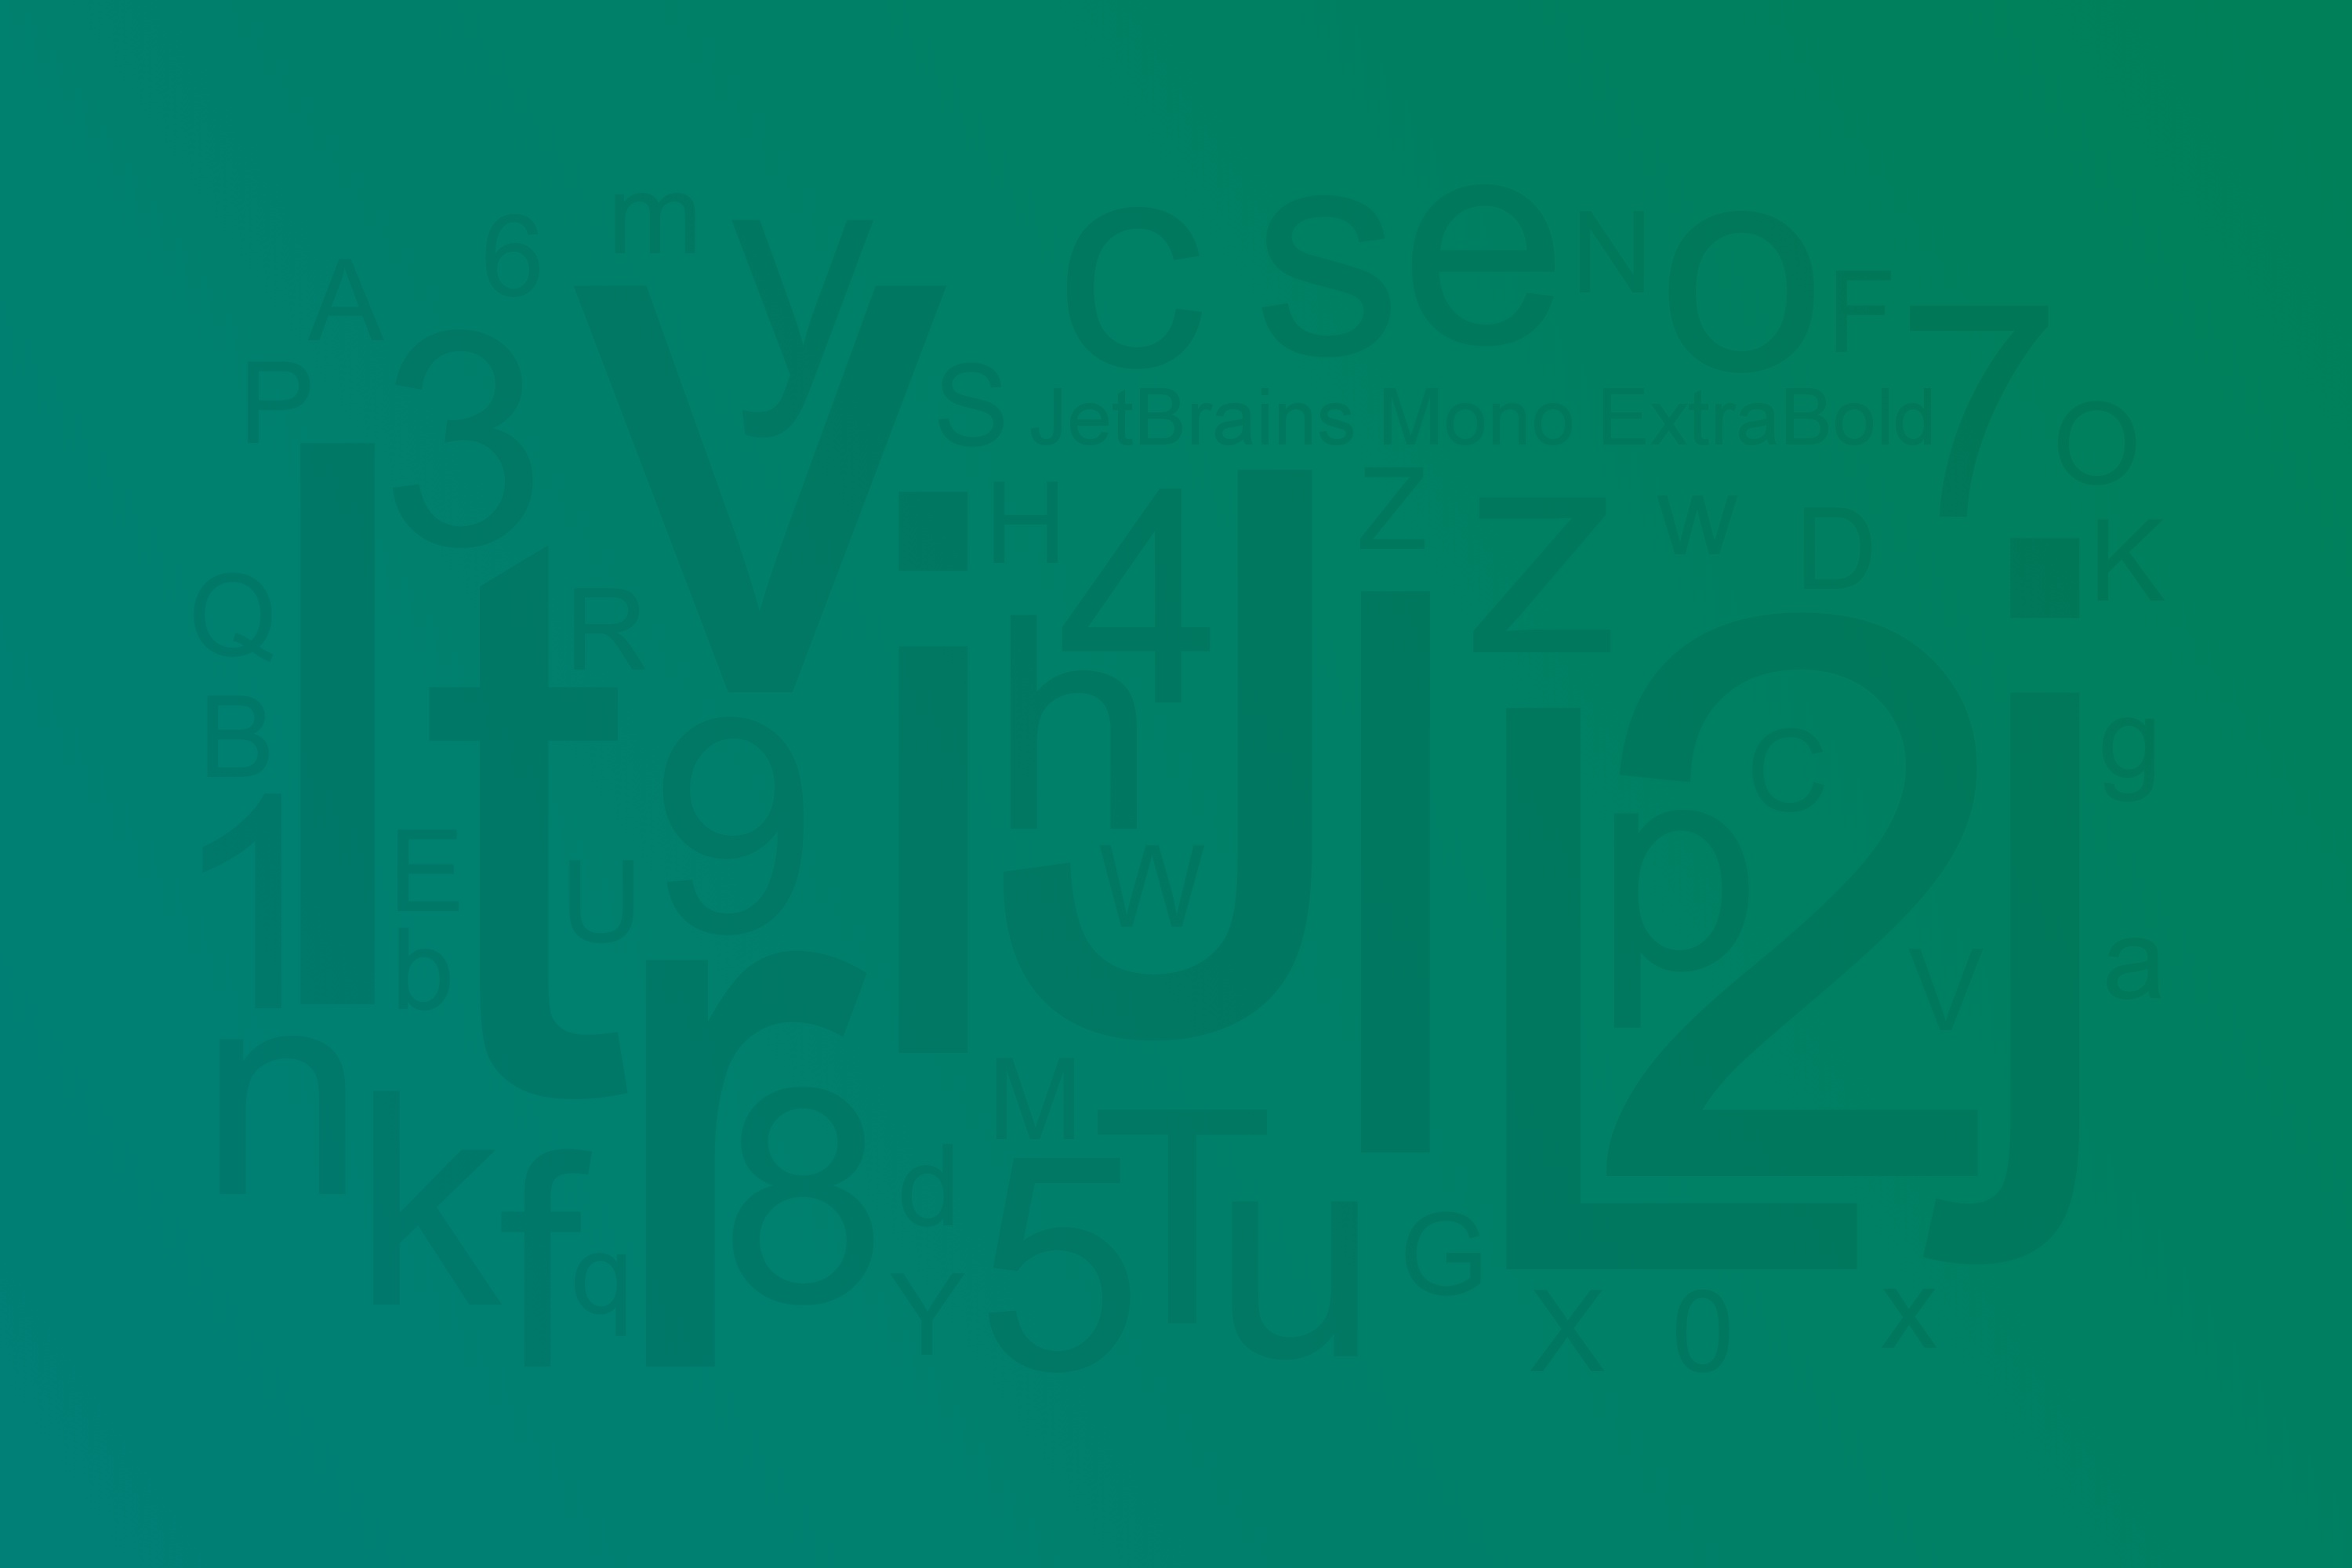 m
6
y
c
s
e
N
o
F
A
7
P
3
v
S
JetBrains Mono ExtraBold
O
I
H
4
J
Z
z
w
D
K
Q
t
R
i
h
l
L
2
j
B
9
C
g
1
E
U
W
p
b
r
V
a
n
k
f
q
8
M
d
T
5
u
G
Y
X
0
x